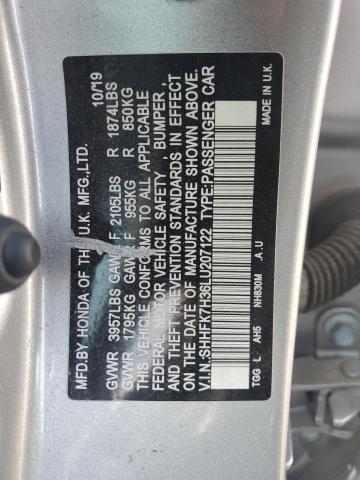 MFD.BY HONDA OF THE U.K. MFG.,LTD. 10/19
GVWR 3957LBS GAWR F 2105LBS R 1874LBS
GVWR 1795KG GAWR F 955KG R 850KG
THIS VEHICLE CONFORMS TO ALL APPLICABLE
FEDERAL MOTOR VEHICLE SAFETY , BUMPER ,
AND THEFT PREVENTION STANDARDS IN EFFECT
ON THE DATE OF MANUFACTURE SHOWN ABOVE.
V.I.N.:SHHFK7H36LU207122 TYPE:PASSENGER CAR
TGG L AH5 NH830M A.U MADE IN U.K.